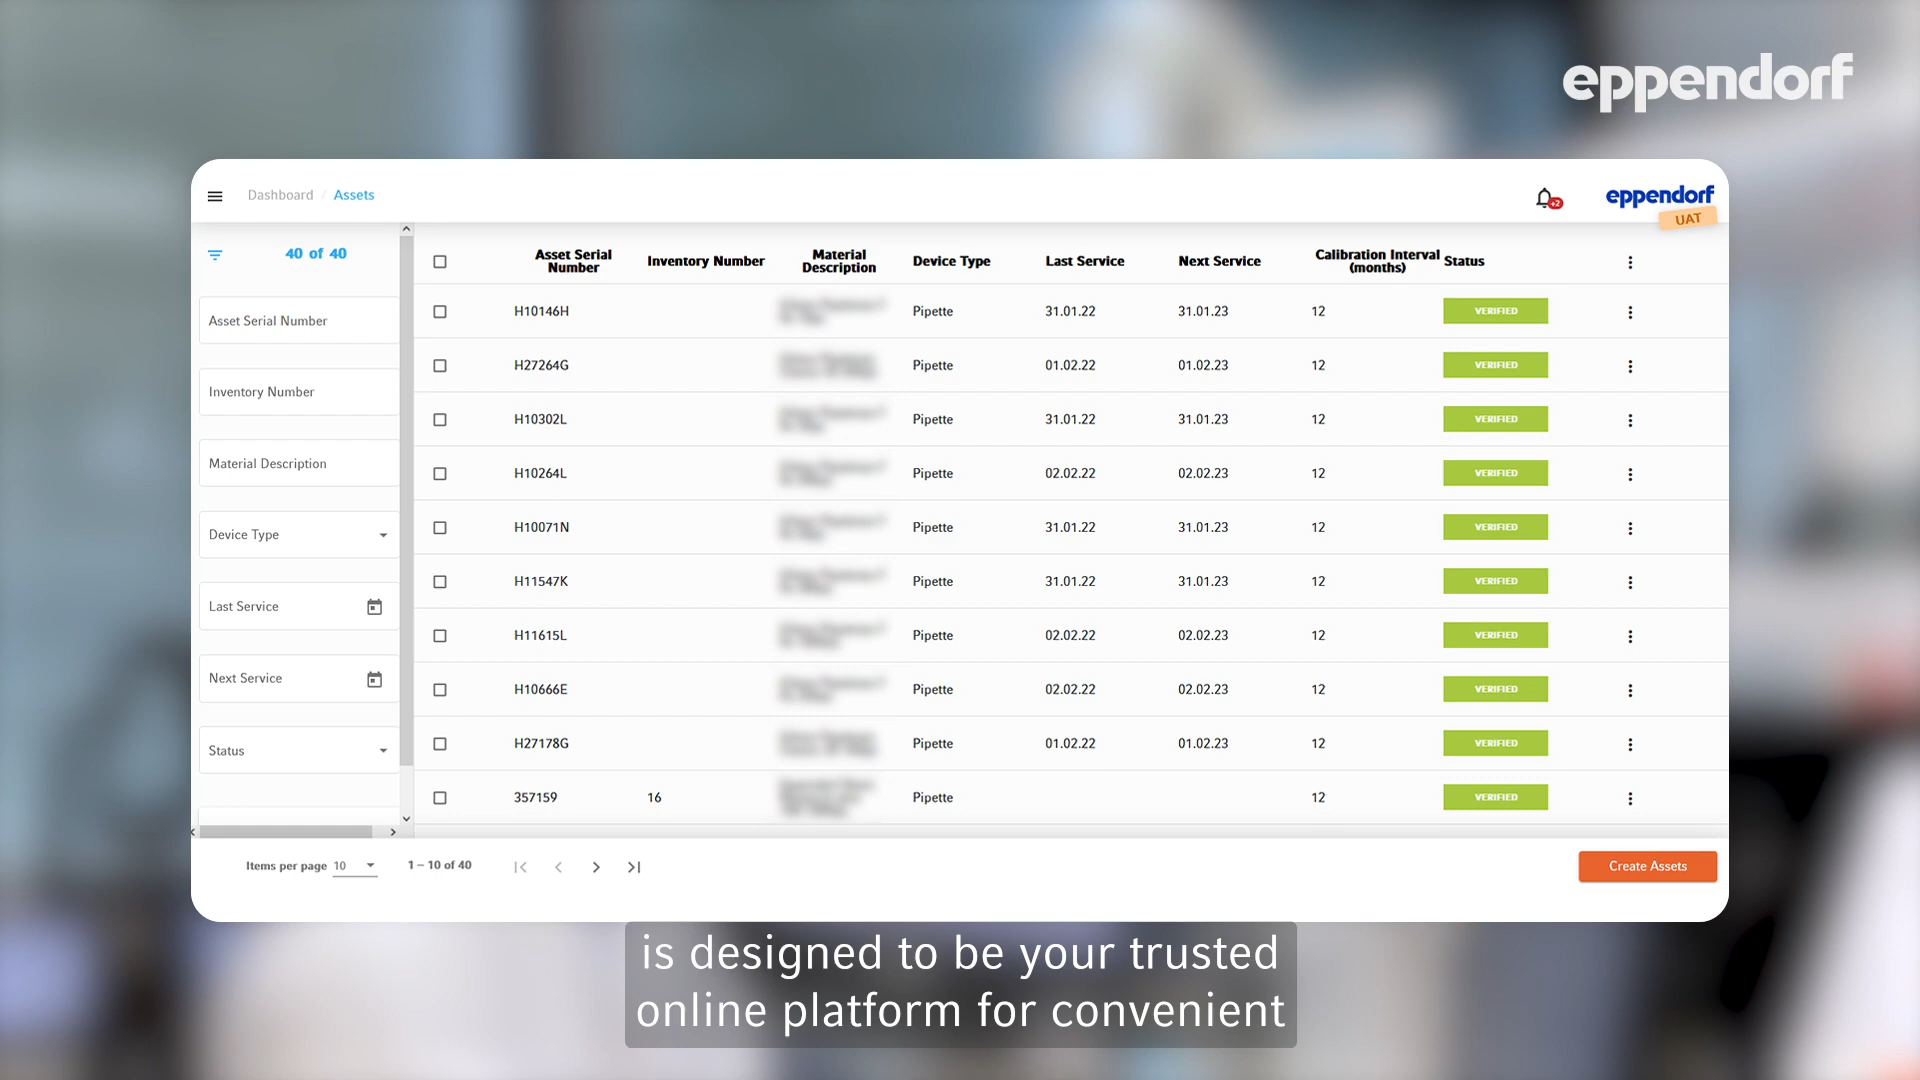 eppendorf
Dashboard / Assets
+2
eppendorf
UAT
40 of 40
Asset Serial Number
Inventory Number
Material Description
Device Type
Last Service
Next Service
Status
Asset Serial Number Inventory Number Material Description Device Type Last Service Next Service Calibration Interval (months) Status
H10146H Pipette 31.01.22 31.01.23 12 VERIFIED
H27264G Pipette 01.02.22 01.02.23 12 VERIFIED
H10302L Pipette 31.01.22 31.01.23 12 VERIFIED
H10264L Pipette 02.02.22 02.02.23 12 VERIFIED
H10071N Pipette 31.01.22 31.01.23 12 VERIFIED
H11547K Pipette 31.01.22 31.01.23 12 VERIFIED
H11615L Pipette 02.02.22 02.02.23 12 VERIFIED
H10666E Pipette 02.02.22 02.02.23 12 VERIFIED
H27178G Pipette 01.02.22 01.02.23 12 VERIFIED
357159 16 Pipette 12 VERIFIED
Items per page 10 1 – 10 of 40
Create Assets
is designed to be your trusted
online platform for convenient